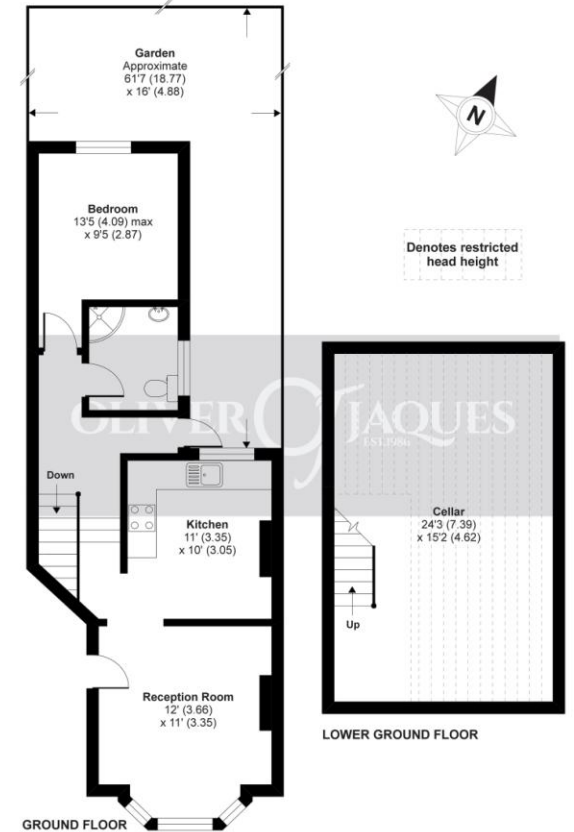 Garden
Approximate
61'7 (18.77)
x 16' (4.88)
N
Bedroom
13'5 (4.09) max
x 9'5 (2.87)
Denotes restricted
head height
OLIVER OJ JAQUES
EST.1986
Down
Kitchen
11' (3.35)
x 10' (3.05)
Cellar
24'3 (7.39)
x 15'2 (4.62)
Up
Reception Room
12' (3.66)
x 11' (3.35)
LOWER GROUND FLOOR
GROUND FLOOR